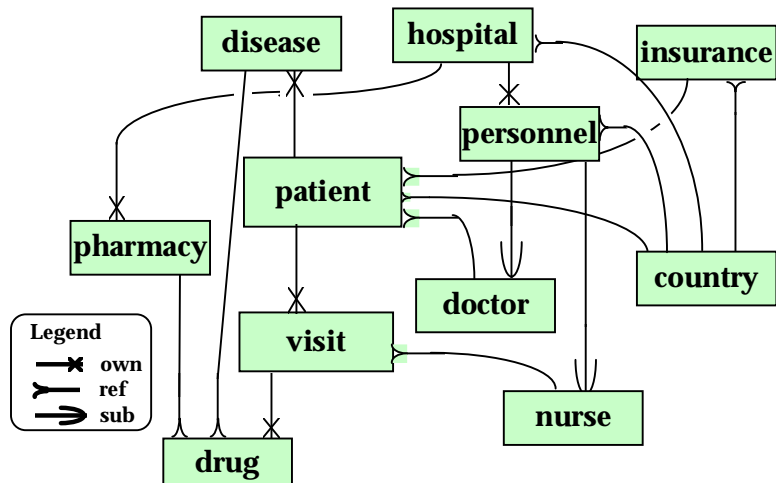 disease
hospital
insurance
personnel
patient
pharmacy
country
doctor
visit
nurse
drug
Legend
own
ref
sub